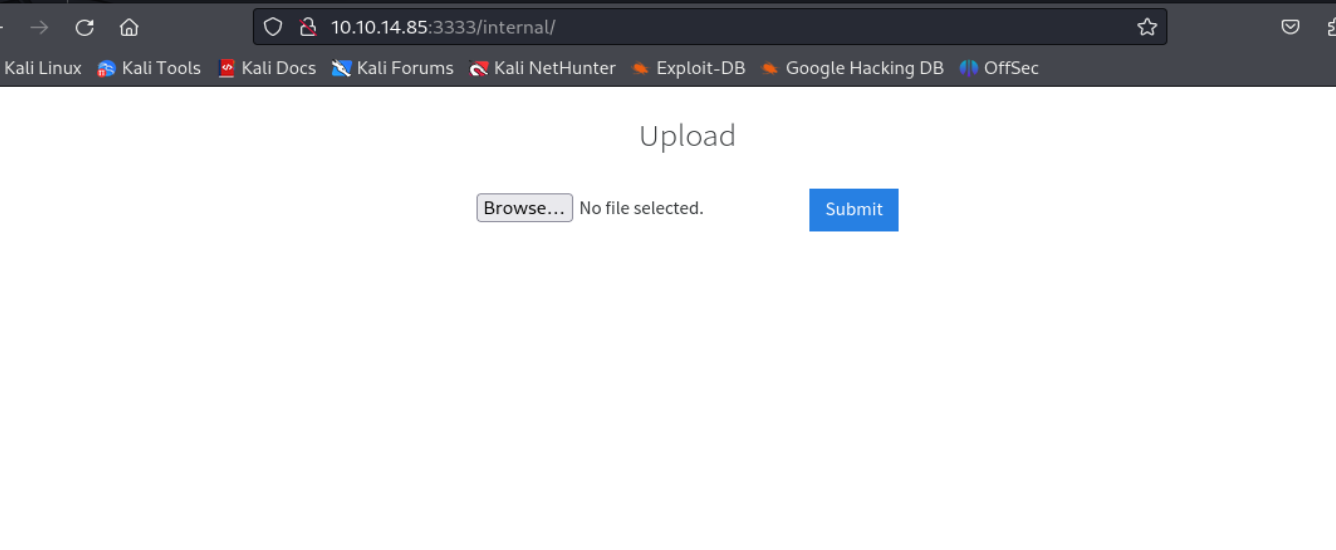 10.10.14.85:3333/internal/
Kali Linux Kali Tools Kali Docs Kali Forums Kali NetHunter Exploit-DB Google Hacking DB OffSec
Upload
Browse... No file selected. Submit